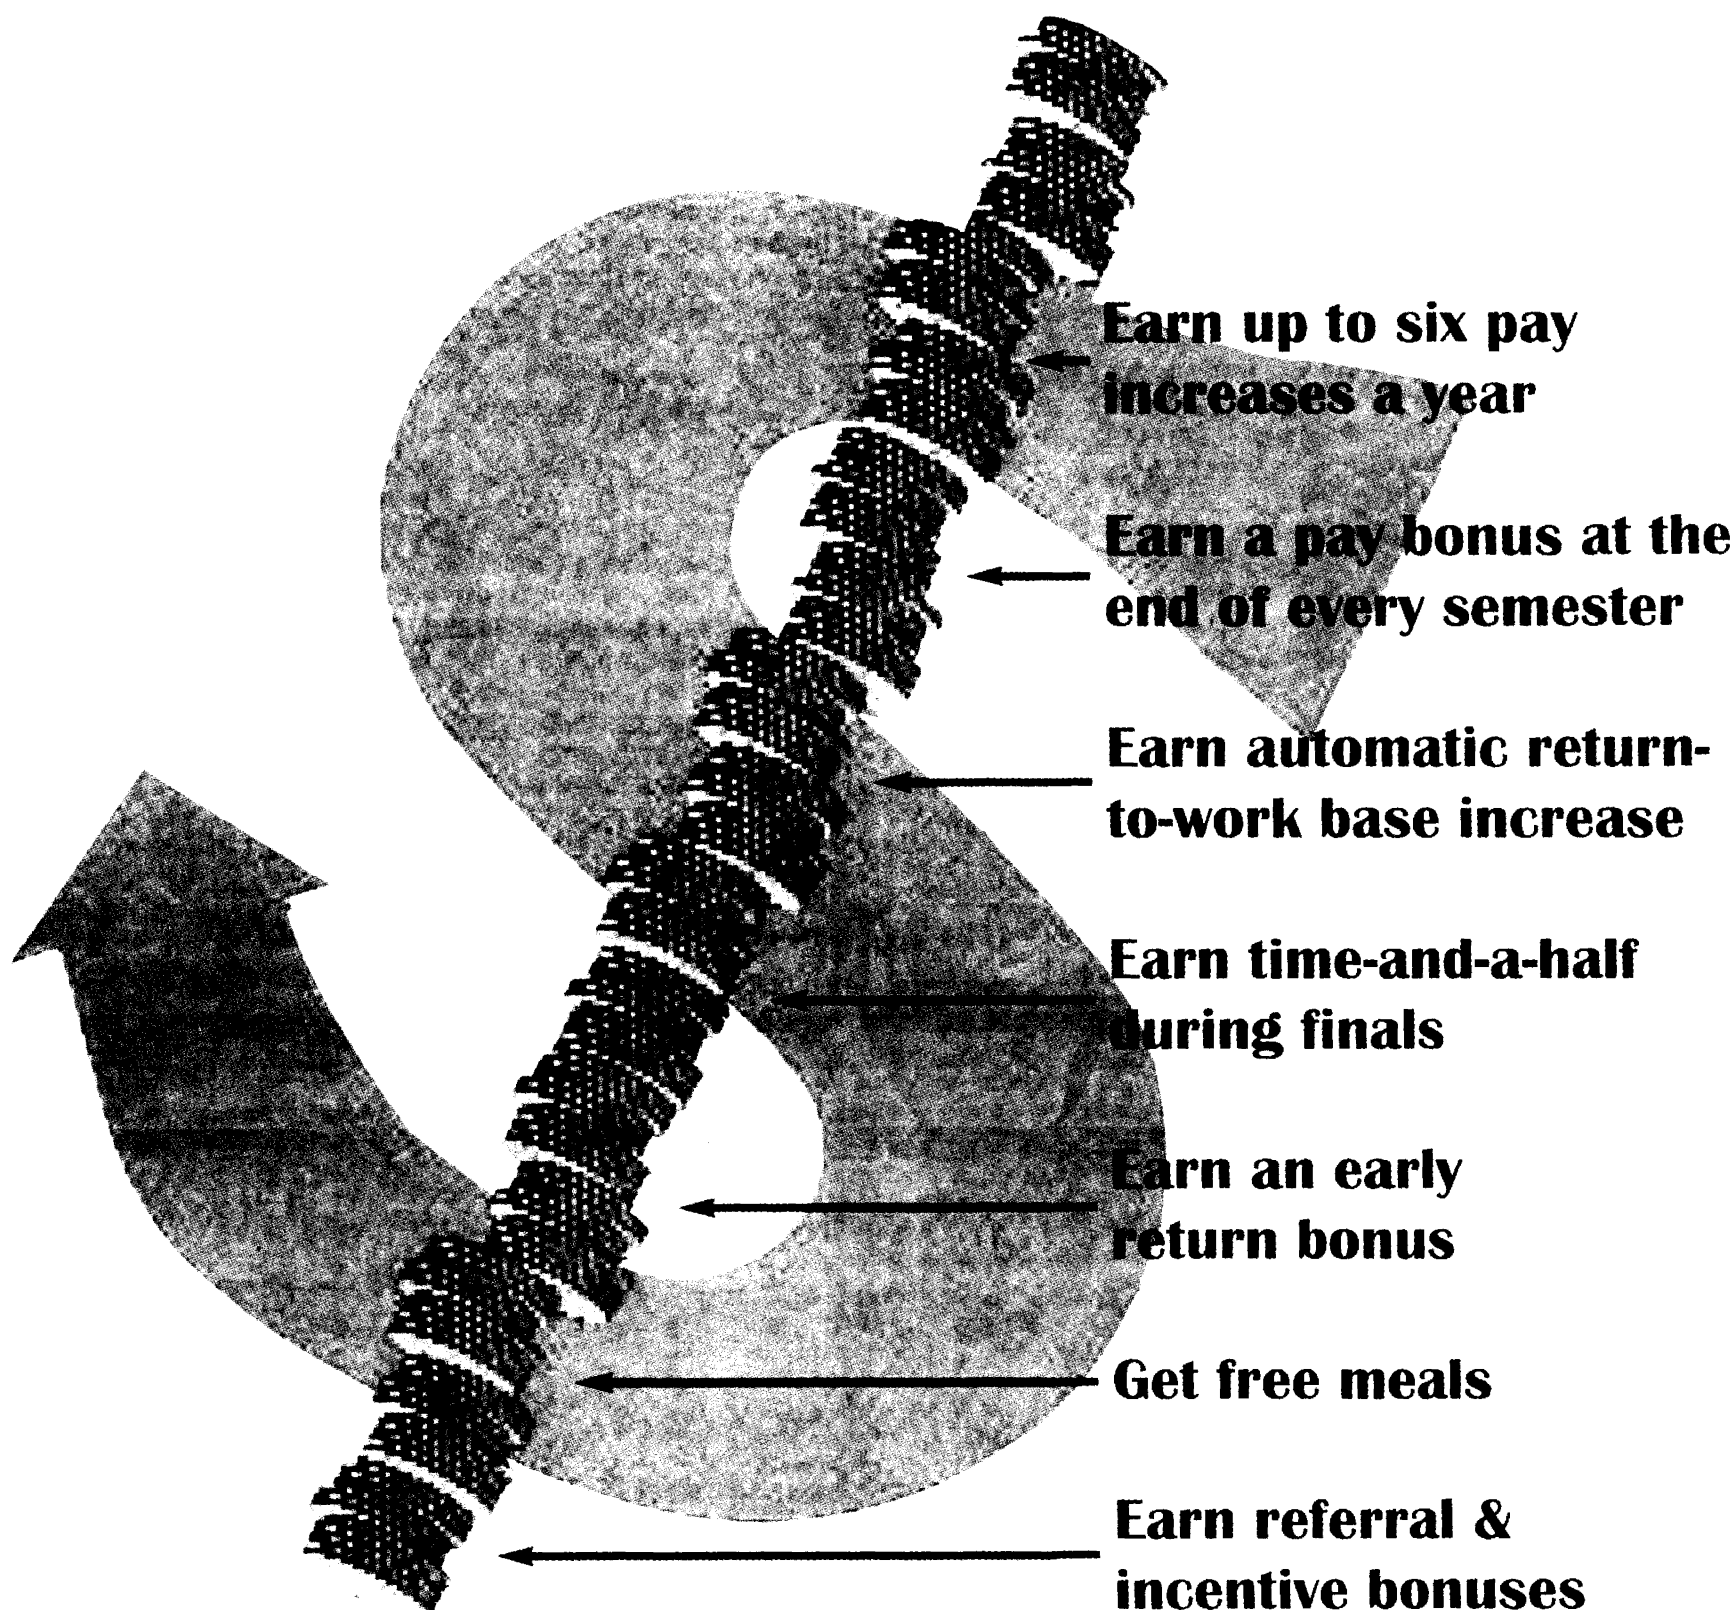 Earn up to six pay
increases a year
Earn a pay bonus at the
end of every semester
Earn automatic return-
to-work base increase
Earn time-and-a-half
during finals
Earn an early
return bonus
Get free meals
Earn referral &
incentive bonuses